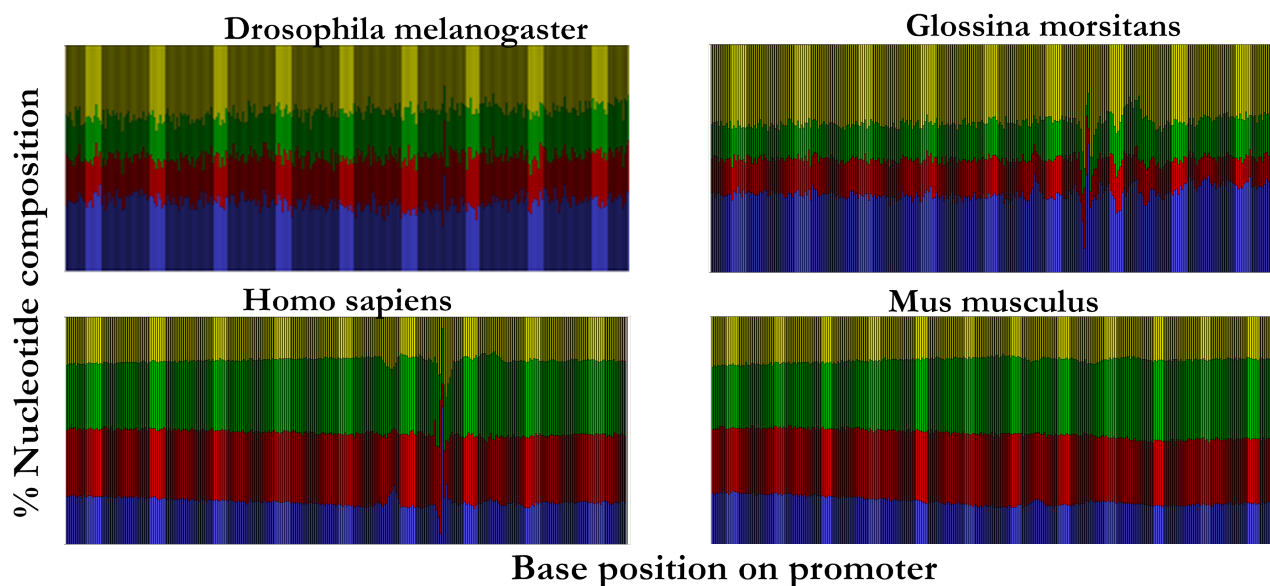 Drosophila melanogaster
Glossina morsitans
% Nucleotide composition
Homo sapiens
Mus musculus
Base position on promoter